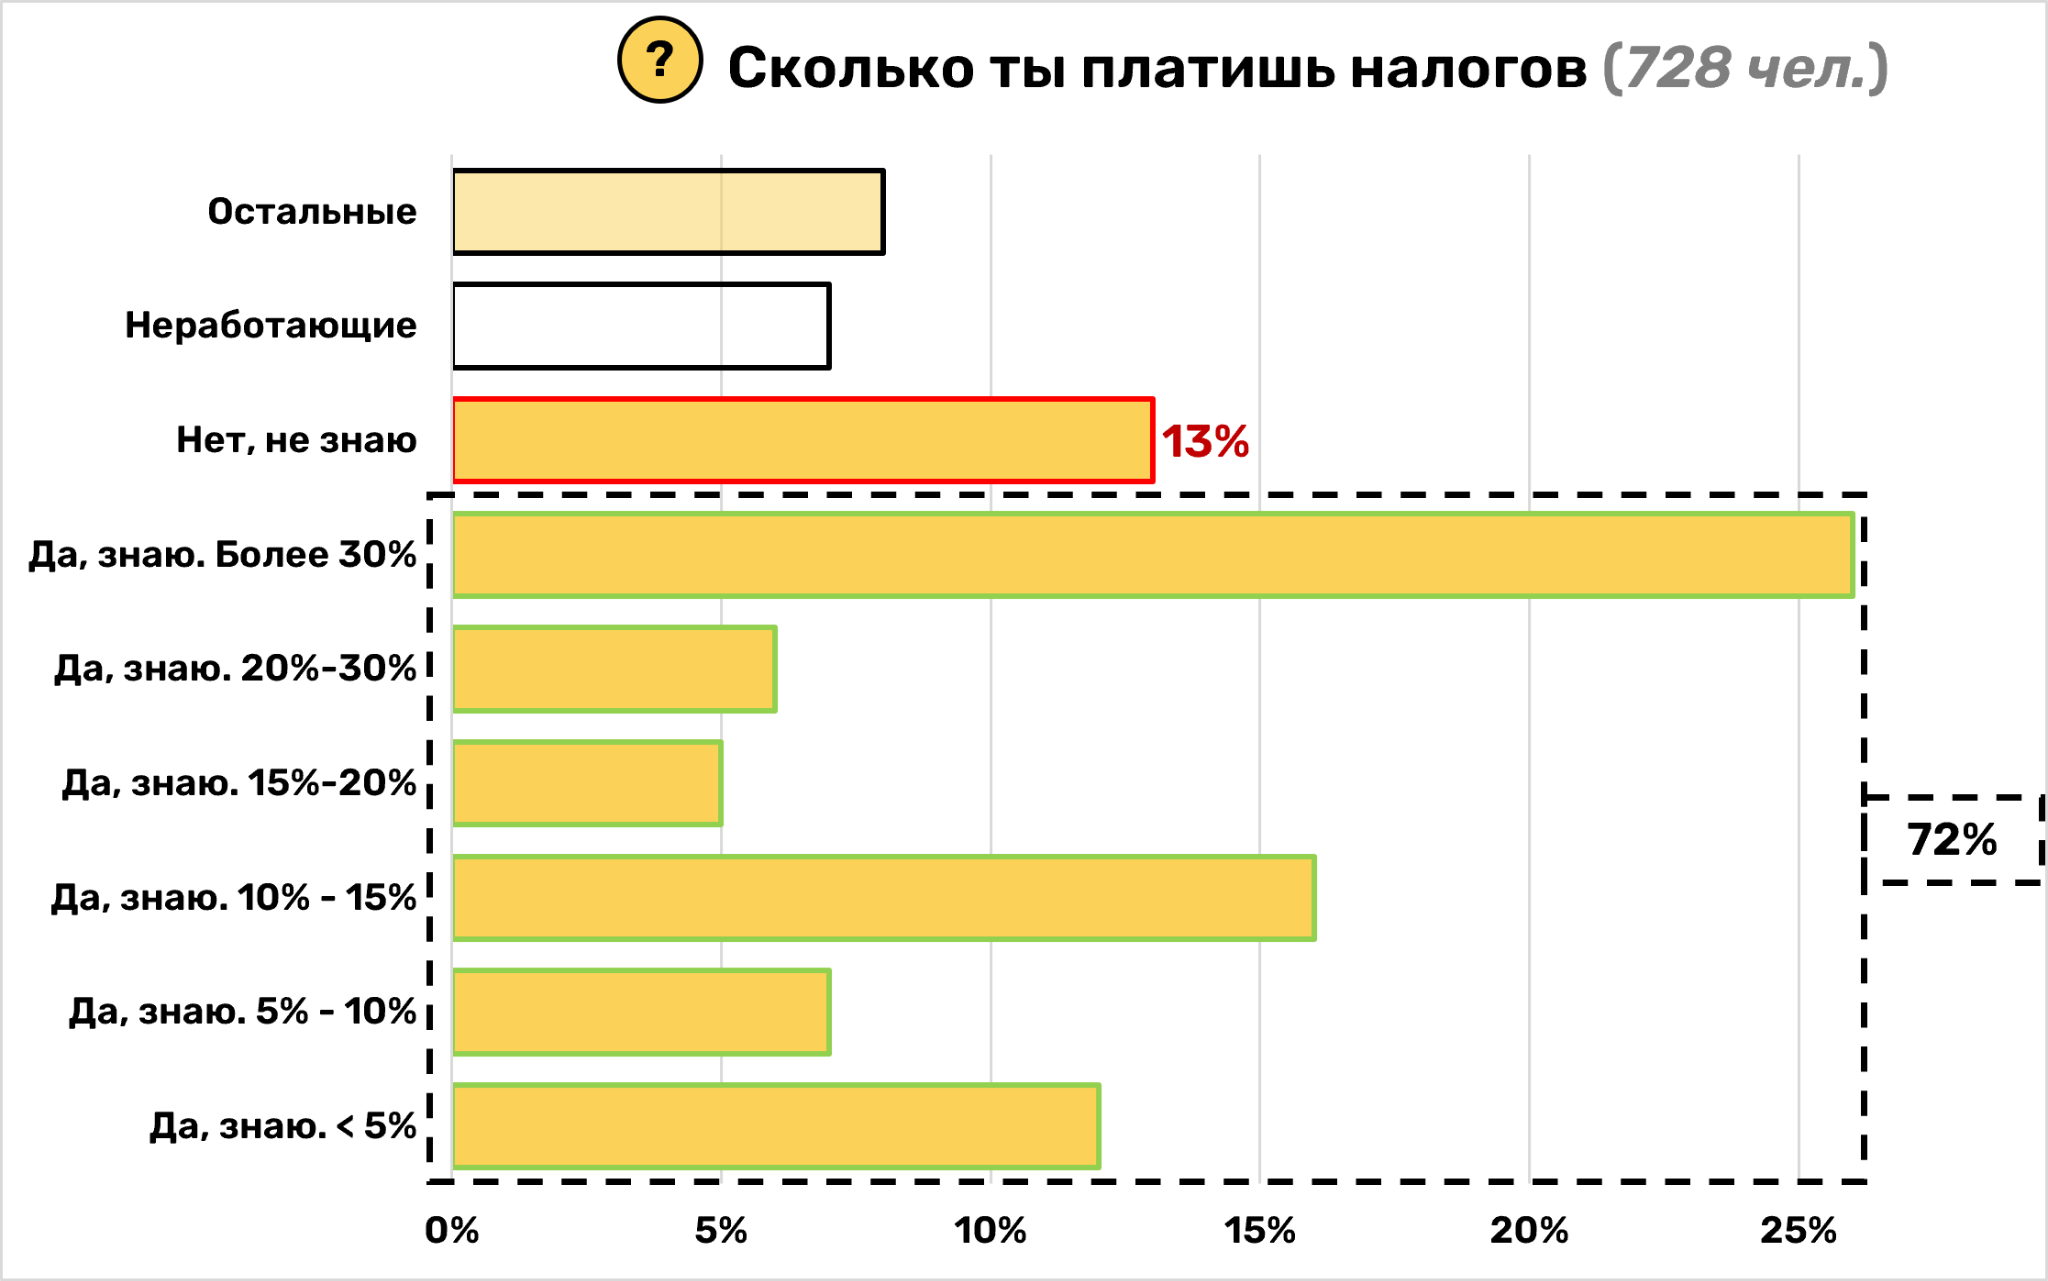 ? Сколько ты платишь налогов (728 чел.)
Остальные
Неработающие
Нет, не знаю
13%
Да, знаю. Более 30%
Да, знаю. 20%-30%
Да, знаю. 15%-20%
72%
Да, знаю. 10% - 15%
Да, знаю. 5% - 10%
Да, знаю. < 5%
0% 5% 10% 15% 20% 25%